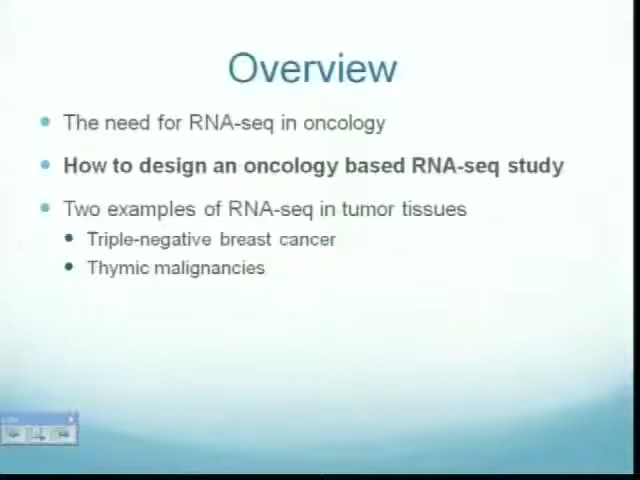 Overview
The need for RNA-seq in oncology
How to design an oncology based RNA-seq study
Two examples of RNA-seq in tumor tissues
Triple-negative breast cancer
Thymic malignancies